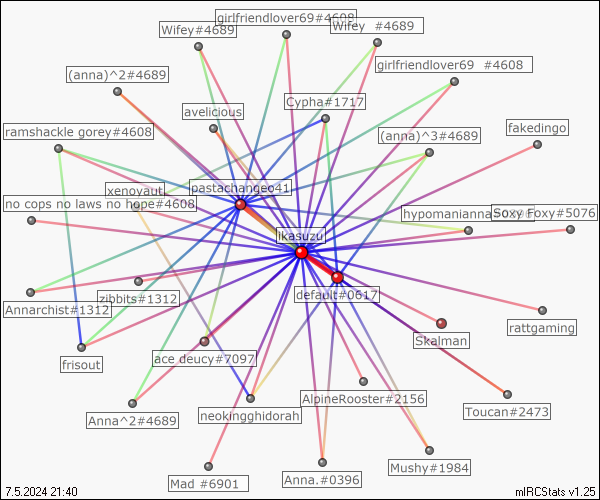 girlfriendlover69#4608
Wifey#4689
Wifey #4689
girlfriendlover69 #4608
(anna)^2#4689
Cypha#1717
avelicious
ramshackle gorey#4608
fakedingo
(anna)^3#4689
xenovaut
pastachangeo41
no cops no laws no hope#4608
hypomanianna
Soxy Foxy#5076
ikasuzu
default#0617
zibbits#1312
Annarchist#1312
rattgaming
Skalman
ace deucy#7097
frisout
AlpineRooster#2156
Toucan#2473
neokingghidorah
Anna^2#4689
Mushy#1984
Anna.#0396
Mad #6901
7.5.2024 21:40
mIRCStats v1.25